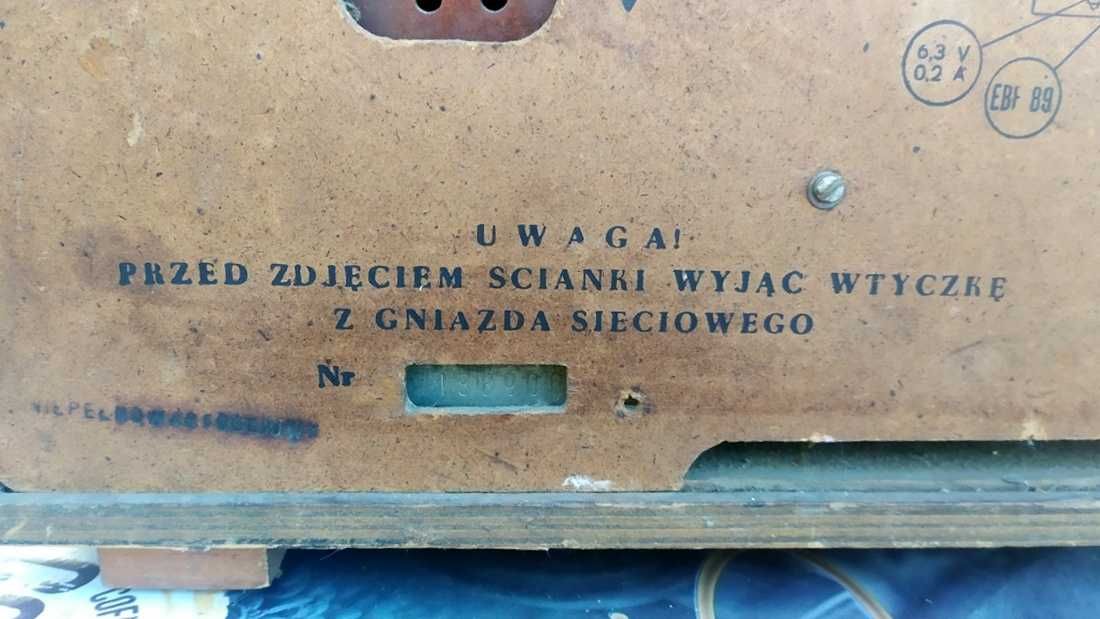 6,3 V
0,2 A
EBF 89
UWAGA!
PRZED ZDJĘCIEM SCIANKI WYJĄC WTYCZKĘ
Z GNIAZDA SIECIOWEGO
Nr